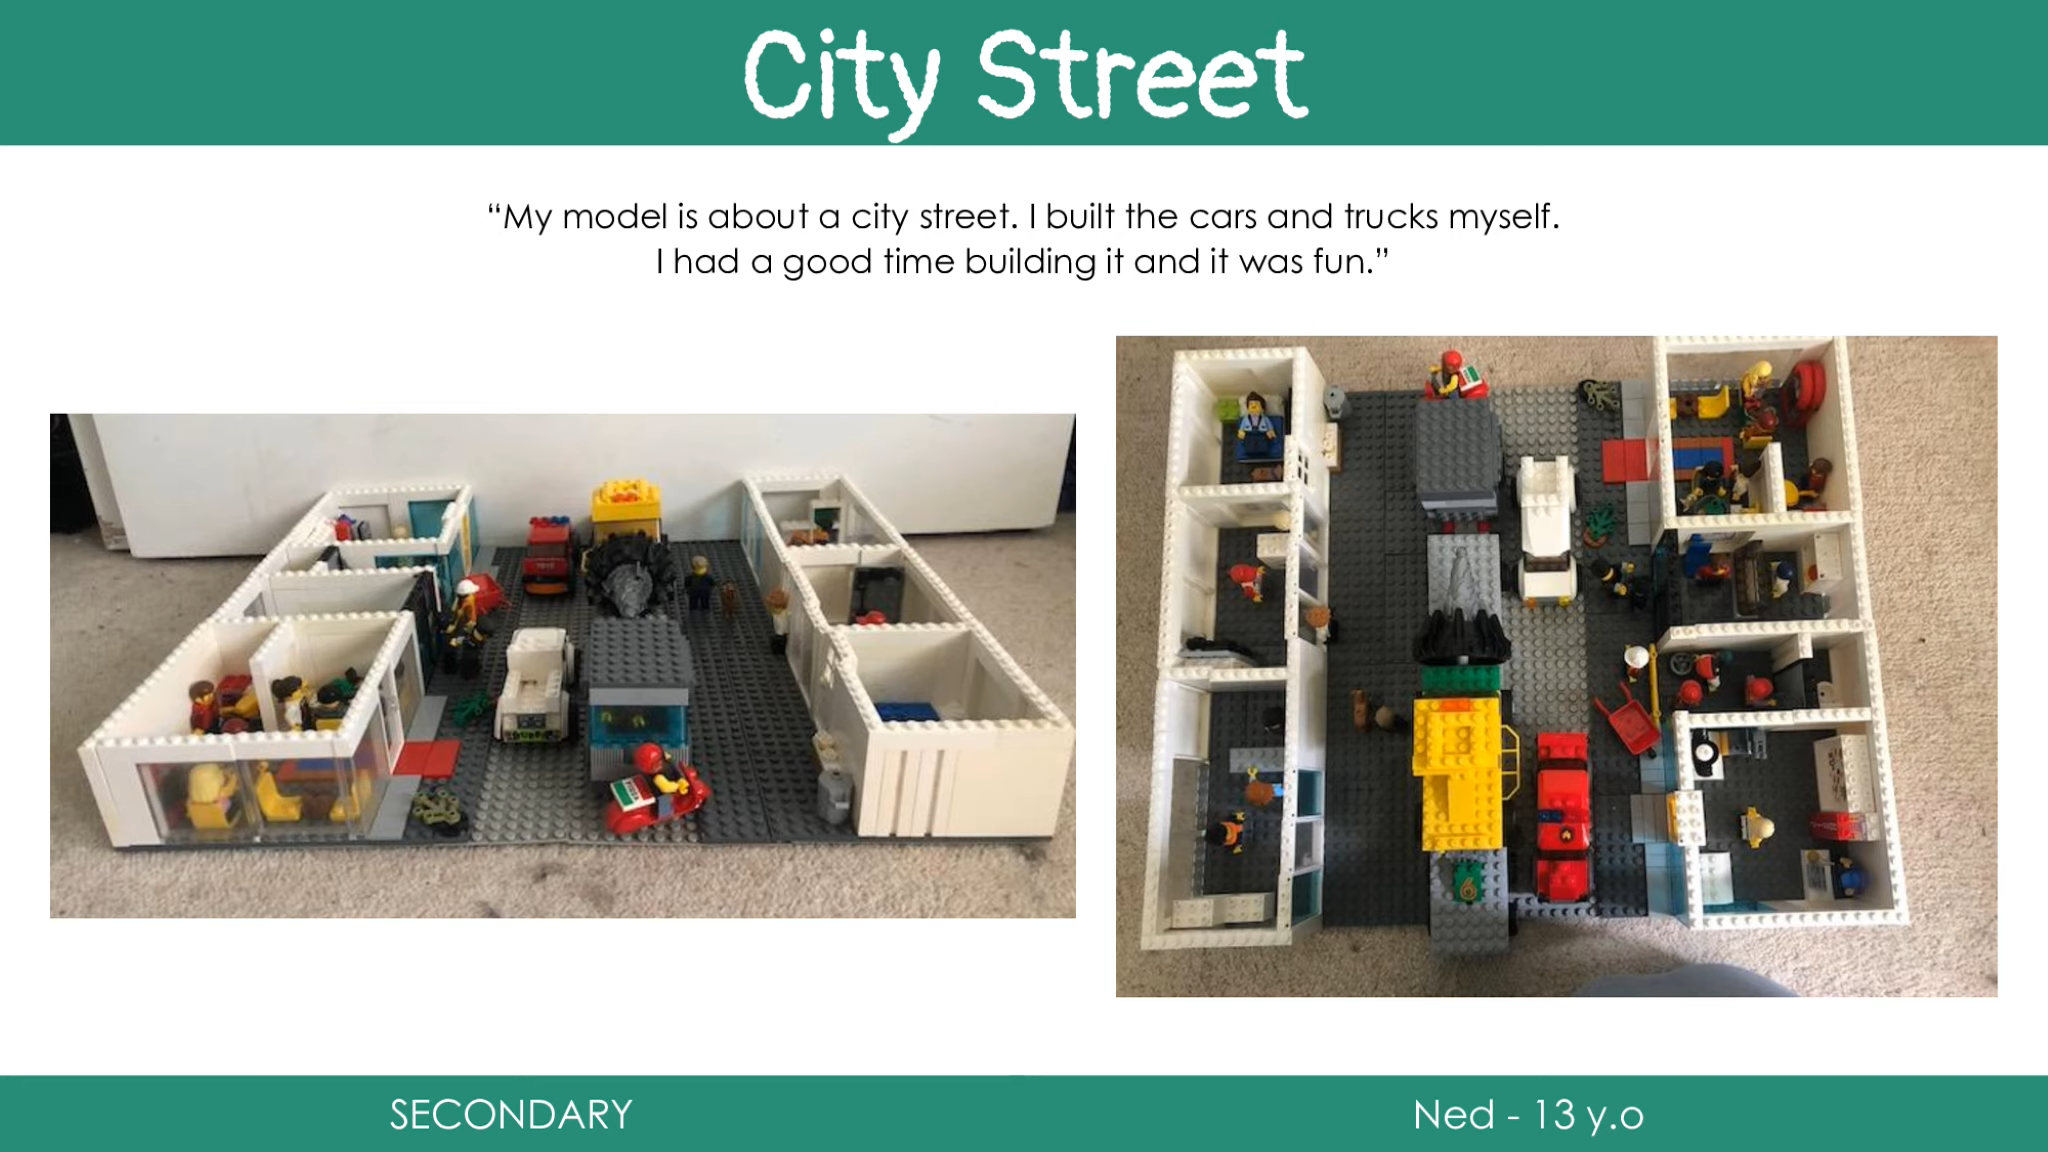 City Street
“My model is about a city street. I built the cars and trucks myself.
I had a good time building it and it was fun.”
SECONDARY
Ned - 13 y.o